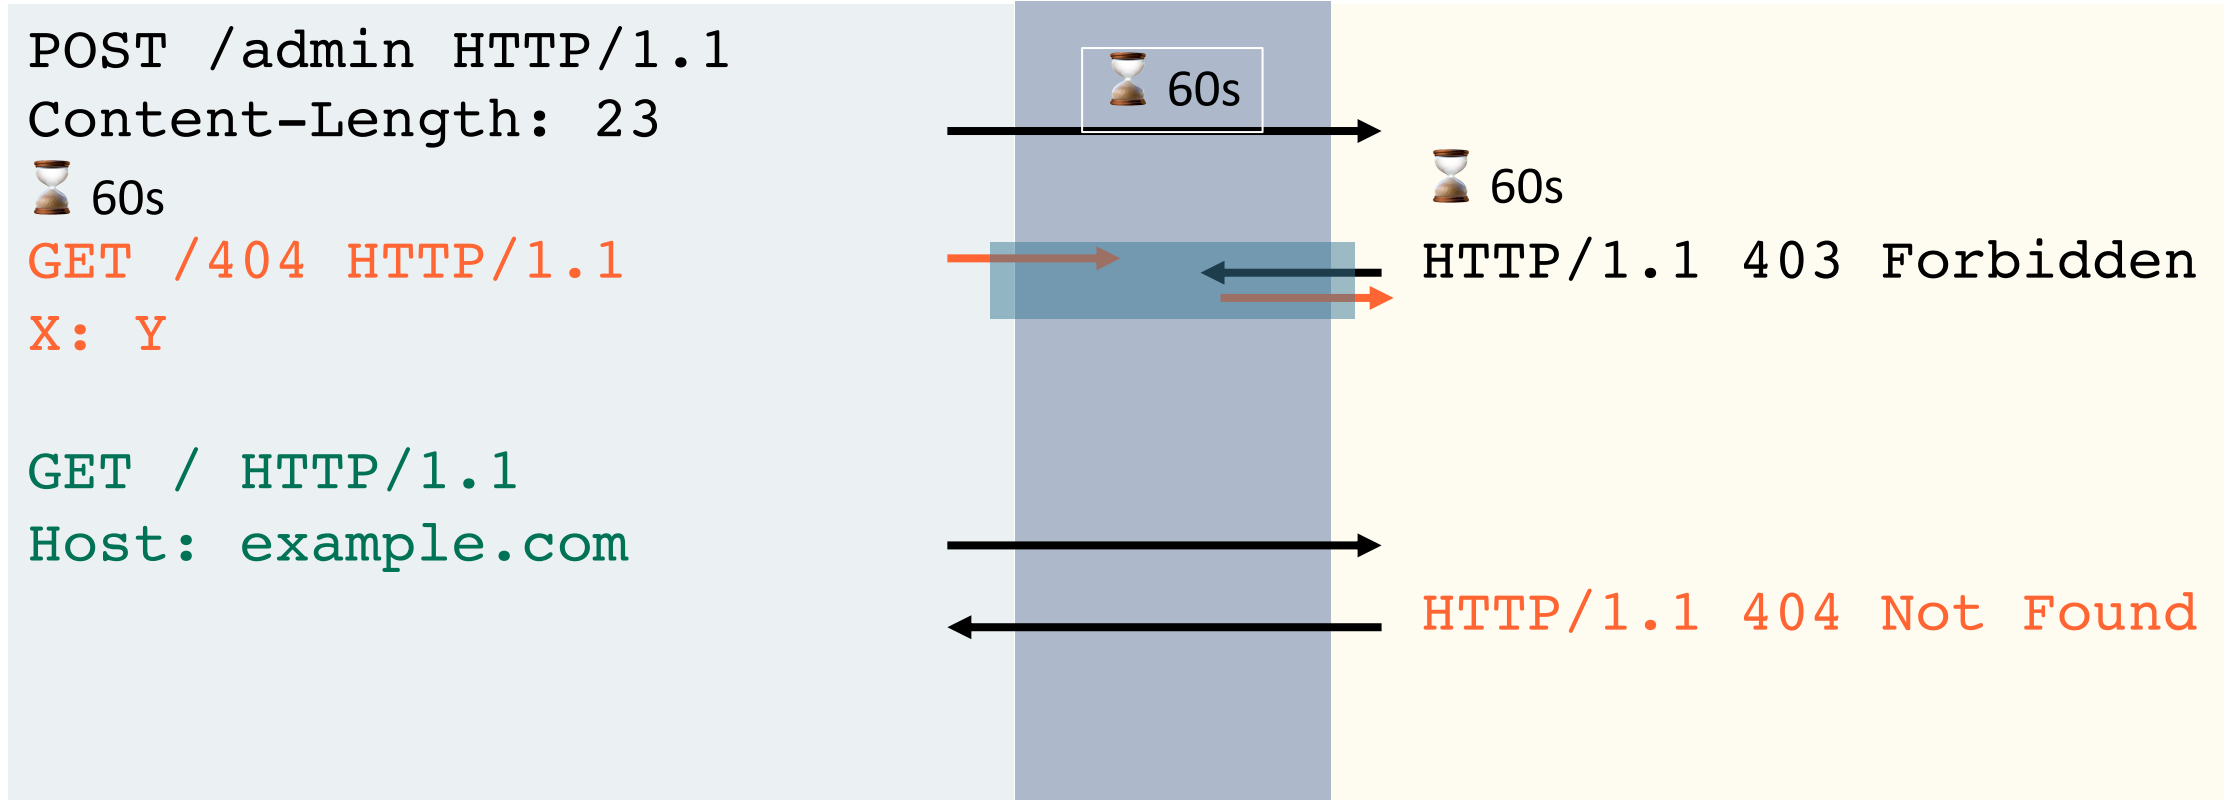 POST /admin HTTP/1.1
Content-Length: 23
⌛ 60s
⌛ 60s
⌛ 60s
GET /404 HTTP/1.1
HTTP/1.1 403 Forbidden
X: Y
GET / HTTP/1.1
Host: example.com
HTTP/1.1 404 Not Found